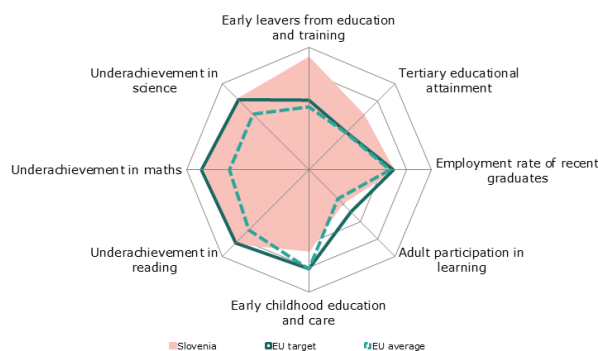 Early leavers from education
and training
Underachievement in
science
Tertiary educational
attainment
Underachievement in maths
Employment rate of recent
graduates
Underachievement in
reading
Adult participation in
learning
Early childhood education
and care
Slovenia
EU target
EU average